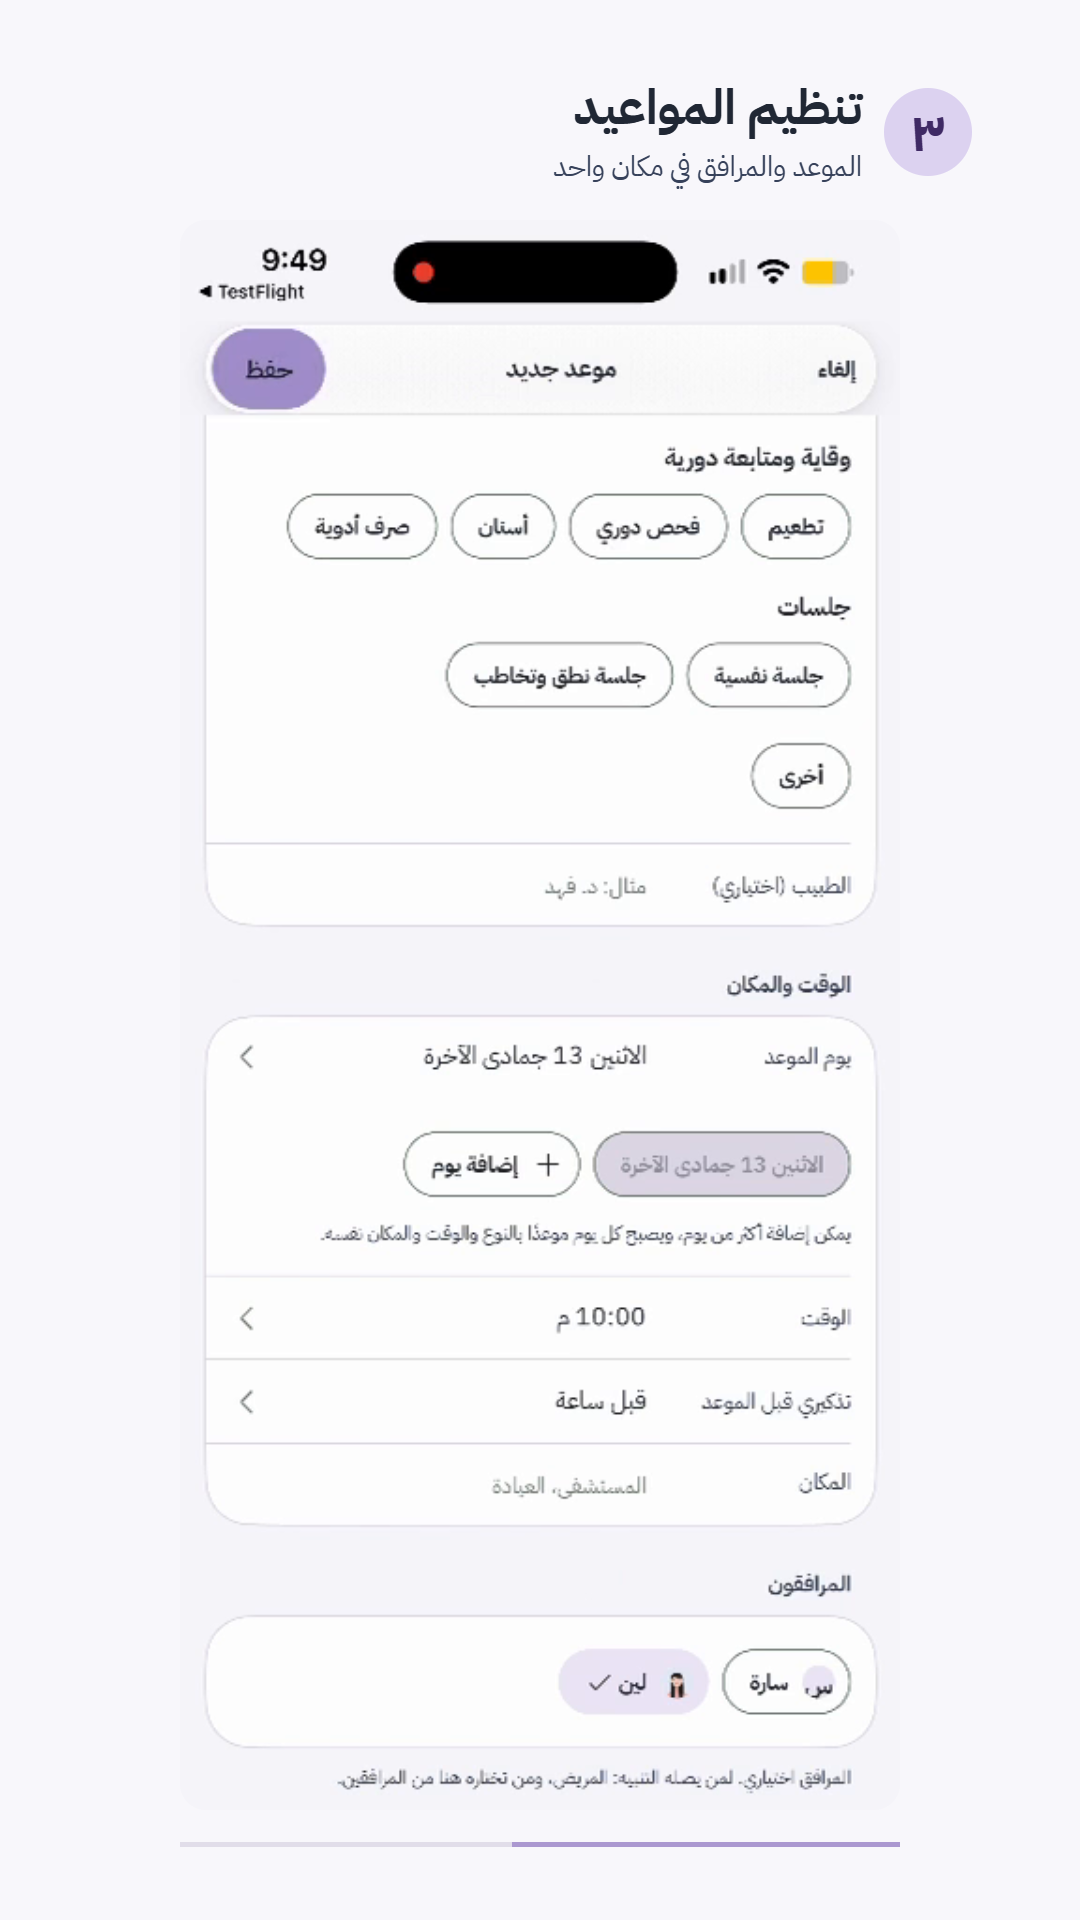 ٣
تنظيم المواعيد
الموعد والمرافق في مكان واحد
9:49
◀ TestFlight
إلغاء
موعد جديد
حفظ
وقاية ومتابعة دورية
تطعيم
فحص دوري
أسنان
صرف أدوية
جلسات
جلسة نفسية
جلسة نطق وتخاطب
أخرى
الطبيب (اختياري)
مثال: د. فهد
الوقت والمكان
يوم الموعد
الاثنين 13 جمادى الآخرة
الاثنين 13 جمادى الآخرة
+ إضافة يوم
يمكن إضافة أكثر من يوم، ويصبح كل يوم موعدًا بالنوع والوقت والمكان نفسه.
الوقت
10:00 م
تذكيري قبل الموعد
قبل ساعة
المكان
المستشفى، العيادة
المرافقون
س سارة
لين ✓
المرافق اختياري. لمن يصله التنبيه: المريض، ومن تختاره هنا من المرافقين.